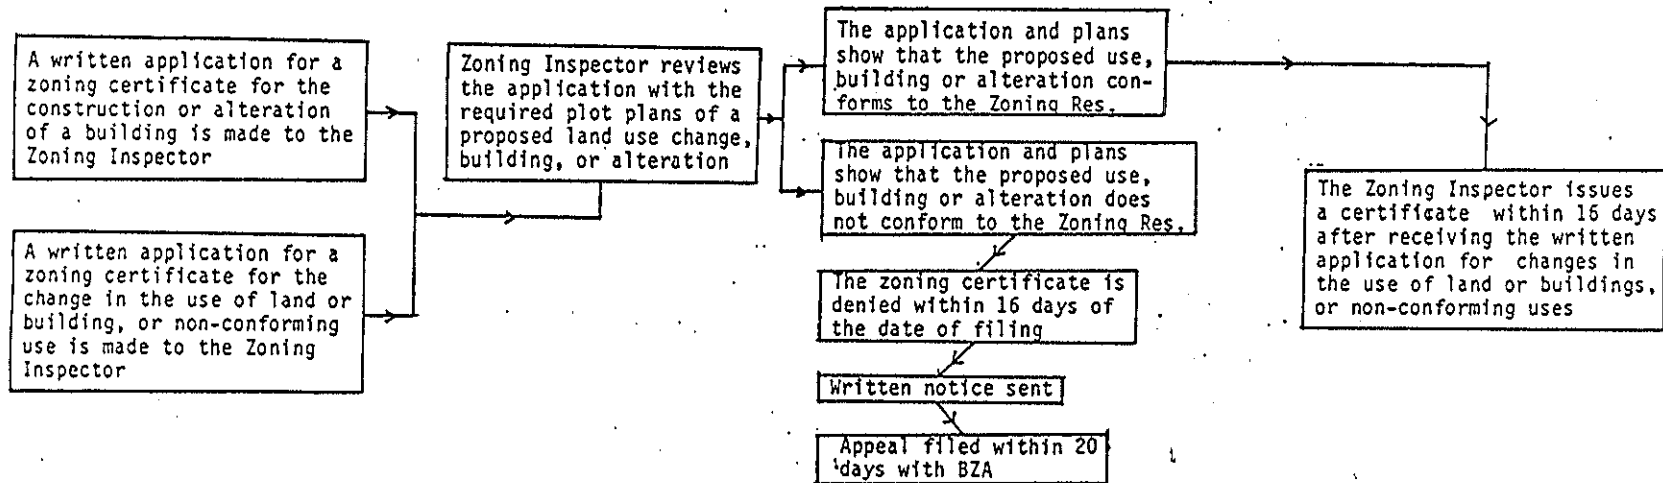 A written application for a
zoning certificate for the
construction or alteration
of a building is made to the
Zoning Inspector
A written application for a
zoning certificate for the
change in the use of land or
building, or non-conforming
use is made to the Zoning
Inspector
Zoning Inspector reviews
the application with the
required plot plans of a
proposed land use change,
building, or alteration
The application and plans
show that the proposed use,
building or alteration con-
forms to the Zoning Res.
The application and plans
show that the proposed use,
building or alteration does
not conform to the Zoning Res.
The zoning certificate is
denied within 16 days of
the date of filing
Written notice sent
Appeal filed within 20
days with BZA
The Zoning Inspector issues
a certificate within 16 days
after receiving the written
application for changes in
the use of land or buildings,
or non-conforming uses